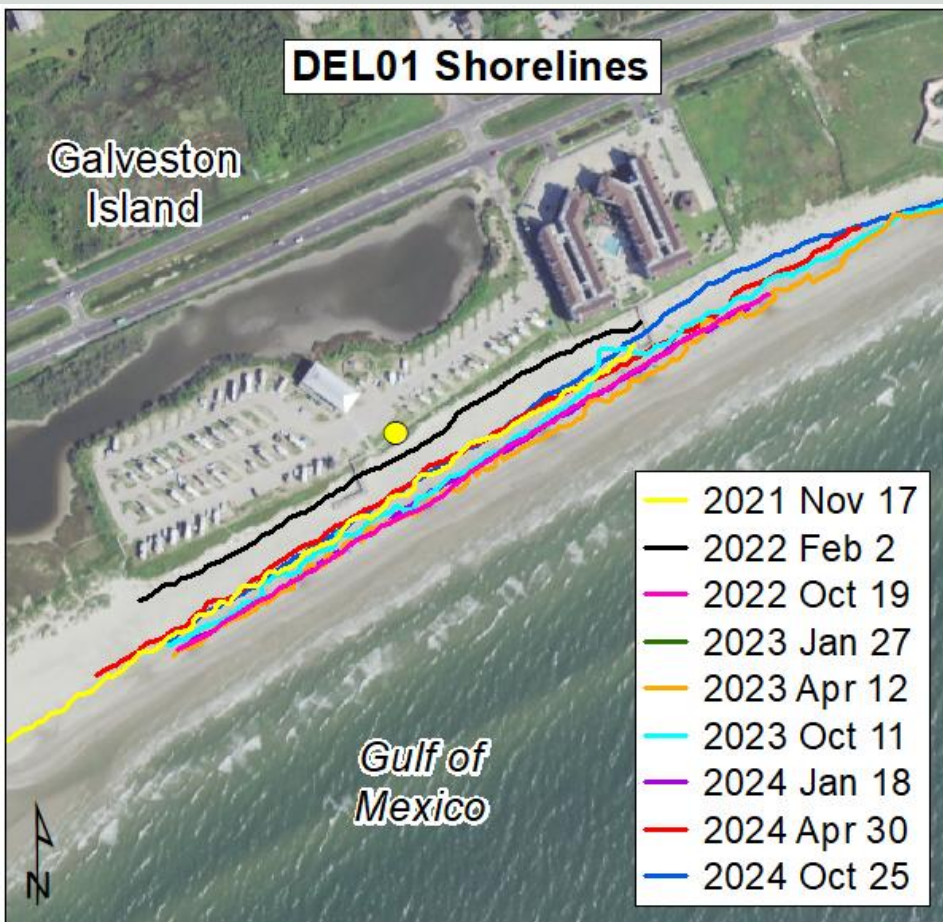 DEL01 Shorelines
Galveston
Island
2021 Nov 17
2022 Feb 2
2022 Oct 19
2023 Jan 27
2023 Apr 12
2023 Oct 11
2024 Jan 18
2024 Apr 30
2024 Oct 25
Gulf of
Mexico
N